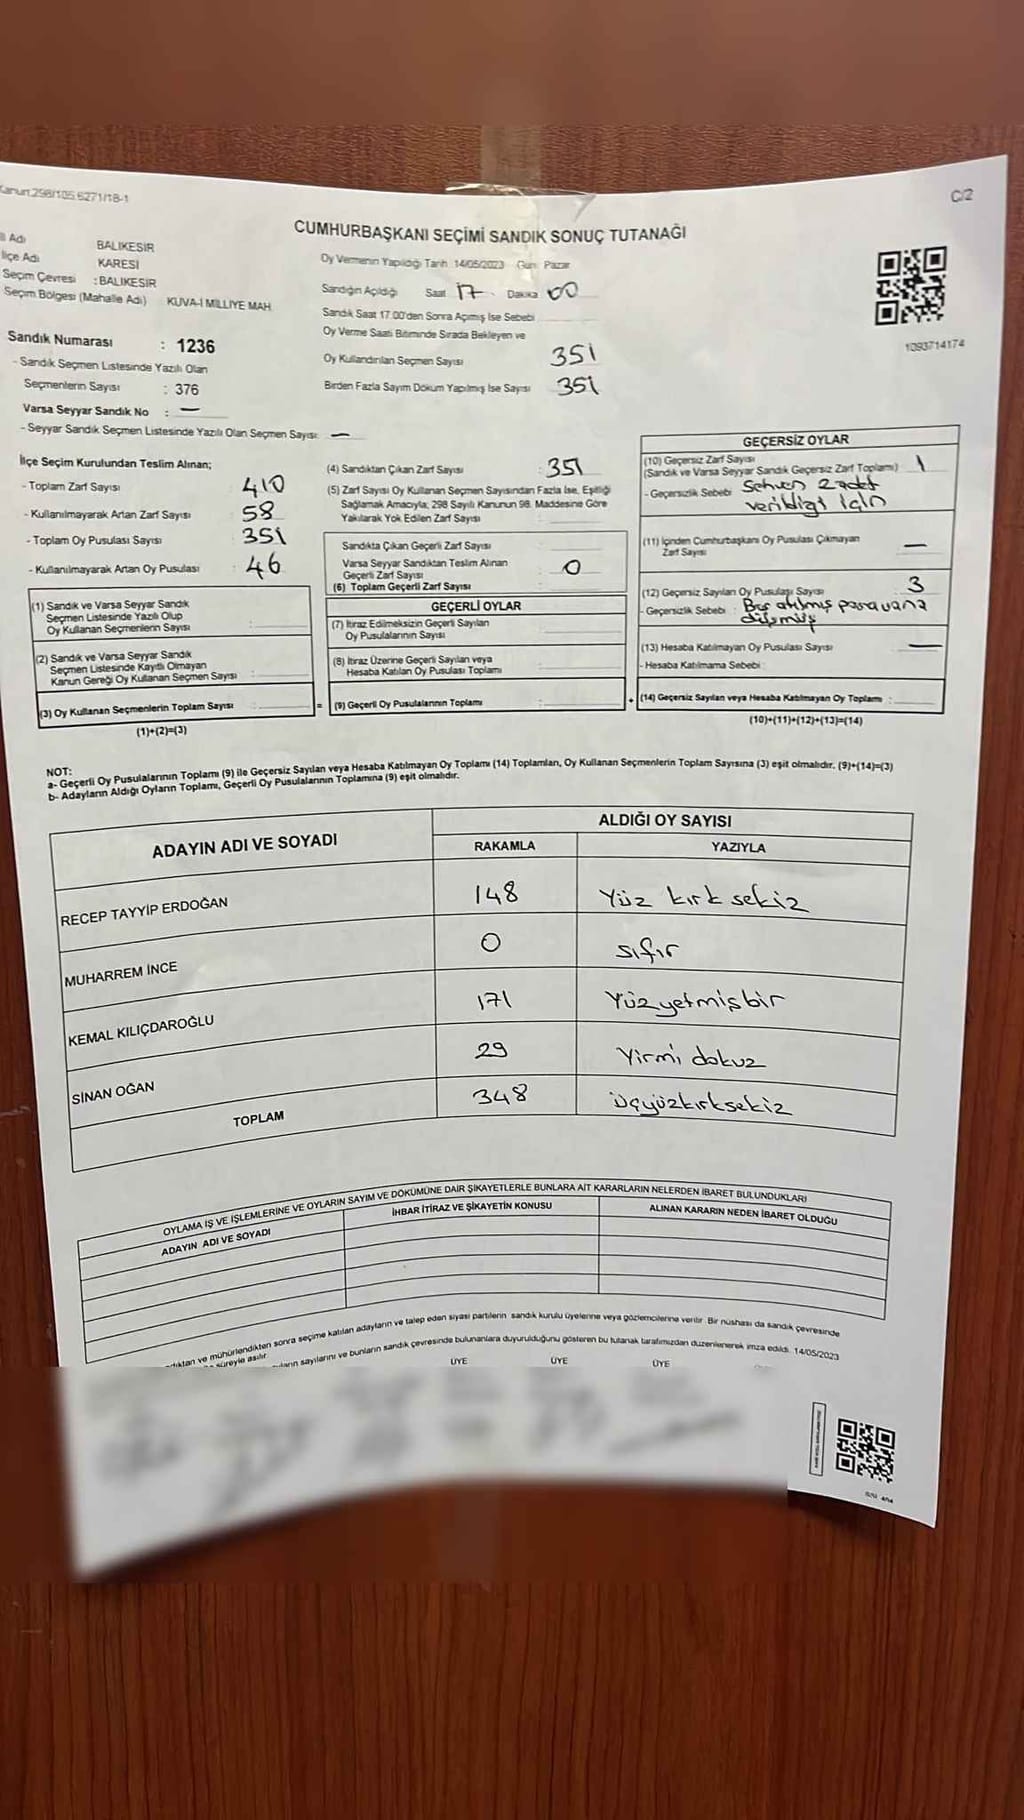 Kanun:298/105,6271/18-1
C/2
CUMHURBAŞKANI SEÇİMİ SANDIK SONUÇ TUTANAĞI
İl Adı BALIKESİR
İlçe Adı KARESİ
Seçim Çevresi : BALIKESİR
Seçim Bölgesi (Mahalle Adı) KUVA-İ MİLLİYE MAH.
Oy Vermenin Yapıldığı Tarih 14/05/2023 Gün: Pazar
Sandığın Açıldığı Saat 17 Dakika 00
Sandık Saat 17.00'den Sonra Açımış İse Sebebi
Oy Verme Saati Bitiminde Sırada Bekleyen ve
Oy Kullandırılan Seçmen Sayısı 351
Birden Fazla Sayım Döküm Yapılmış İse Sayısı 351
1093714174
Sandık Numarası : 1236
- Sandık Seçmen Listesinde Yazılı Olan
Seçmenlerin Sayısı : 376
Varsa Seyyar Sandık No : —
- Seyyar Sandık Seçmen Listesinde Yazılı Olan Seçmen Sayısı: —
İlçe Seçim Kurulundan Teslim Alınan;
- Toplam Zarf Sayısı : 410
- Kullanılmayarak Artan Zarf Sayısı : 58
- Toplam Oy Pusulası Sayısı : 351
- Kullanılmayarak Artan Oy Pusulası : 46
(1) Sandık ve Varsa Seyyar Sandık
Seçmen Listesinde Yazılı Olup
Oy Kullanan Seçmenlerin Sayısı :
(2) Sandık ve Varsa Seyyar Sandık
Seçmen Listesinde Kayıtlı Olmayan
Kanun Gereği Oy Kullanan Seçmen Sayısı :
(3) Oy Kullanan Seçmenlerin Toplam Sayısı :
(1)+(2)=(3)
(4) Sandıktan Çıkan Zarf Sayısı : 351
(5) Zarf Sayısı Oy Kullanan Seçmen Sayısından Fazla İse, Eşitliği
Sağlamak Amacıyla; 298 Sayılı Kanunun 98. Maddesine Göre
Yakılarak Yok Edilen Zarf Sayısı :
Sandıkta Çıkan Geçerli Zarf Sayısı
Varsa Seyyar Sandıktan Teslim Alınan
Geçerli Zarf Sayısı : 0
(6) Toplam Geçerli Zarf Sayısı
GEÇERLİ OYLAR
(7) İtiraz Edilmeksizin Geçerli Sayılan
Oy Pusulalarının Sayısı :
(8) İtiraz Üzerine Geçerli Sayılan veya
Hesaba Katılan Oy Pusulası Toplamı :
= (9) Geçerli Oy Pusulalarının Toplamı :
GEÇERSİZ OYLAR
(10) Geçersiz Zarf Sayısı
(Sandık ve Varsa Seyyar Sandık Geçersiz Zarf Toplamı) : 1
- Geçersizlik Sebebi : Sehven 2 adet
verildiği için
(11) İçinden Cumhurbaşkanı Oy Pusulası Çıkmayan
Zarf Sayısı —
(12) Geçersiz Sayılan Oy Pusulası Sayısı : 3
- Geçersizlik Sebebi : Boş atılmış paravana
düşmüş
(13) Hesaba Katılmayan Oy Pusulası Sayısı : —
- Hesaba Katılmama Sebebi :
+ (14) Geçersiz Sayılan veya Hesaba Katılmayan Oy Toplamı :
(10)+(11)+(12)+(13)=(14)
NOT:
a- Geçerli Oy Pusulalarının Toplamı (9) ile Geçersiz Sayılan veya Hesaba Katılmayan Oy Toplamı (14) Toplamları, Oy Kullanan Seçmenlerin Toplam Sayısına (3) eşit olmalıdır. (9)+(14)=(3)
b- Adayların Aldığı Oyların Toplamı, Geçerli Oy Pusulalarının Toplamına (9) eşit olmalıdır.
ADAYIN ADI VE SOYADI
ALDIĞI OY SAYISI
RAKAMLA YAZIYLA
RECEP TAYYİP ERDOĞAN 148 Yüz kırk sekiz
MUHARREM İNCE 0 sıfır
KEMAL KILIÇDAROĞLU 171 Yüzyetmişbir
SİNAN OĞAN 29 Yirmi dokuz
TOPLAM 348 üçyüzkırksekiz
OYLAMA İŞ VE İŞLEMLERİNE VE OYLARIN SAYIM VE DÖKÜMÜNE DAİR ŞİKAYETLERLE BUNLARA AİT KARARLARIN NELERDEN İBARET BULUNDUKLARI
ADAYIN ADI VE SOYADI İHBAR İTİRAZ VE ŞİKAYETİN KONUSU ALINAN KARARIN NEDEN İBARET OLDUĞU
ve mühürlendikten sonra seçime katılan adayların ve talep eden siyasi partilerin sandık kurulu üyelerine veya gözlemcilerine verilir. Bir nüshası da sandık çevresinde
süreyle asılır.
sayılarını ve bunların sandık çevresinde bulunanlara duyurulduğunu gösteren bu tutanak tarafımızdan düzenlenerek imza edildi. 14/05/2023
ÜYE ÜYE ÜYE